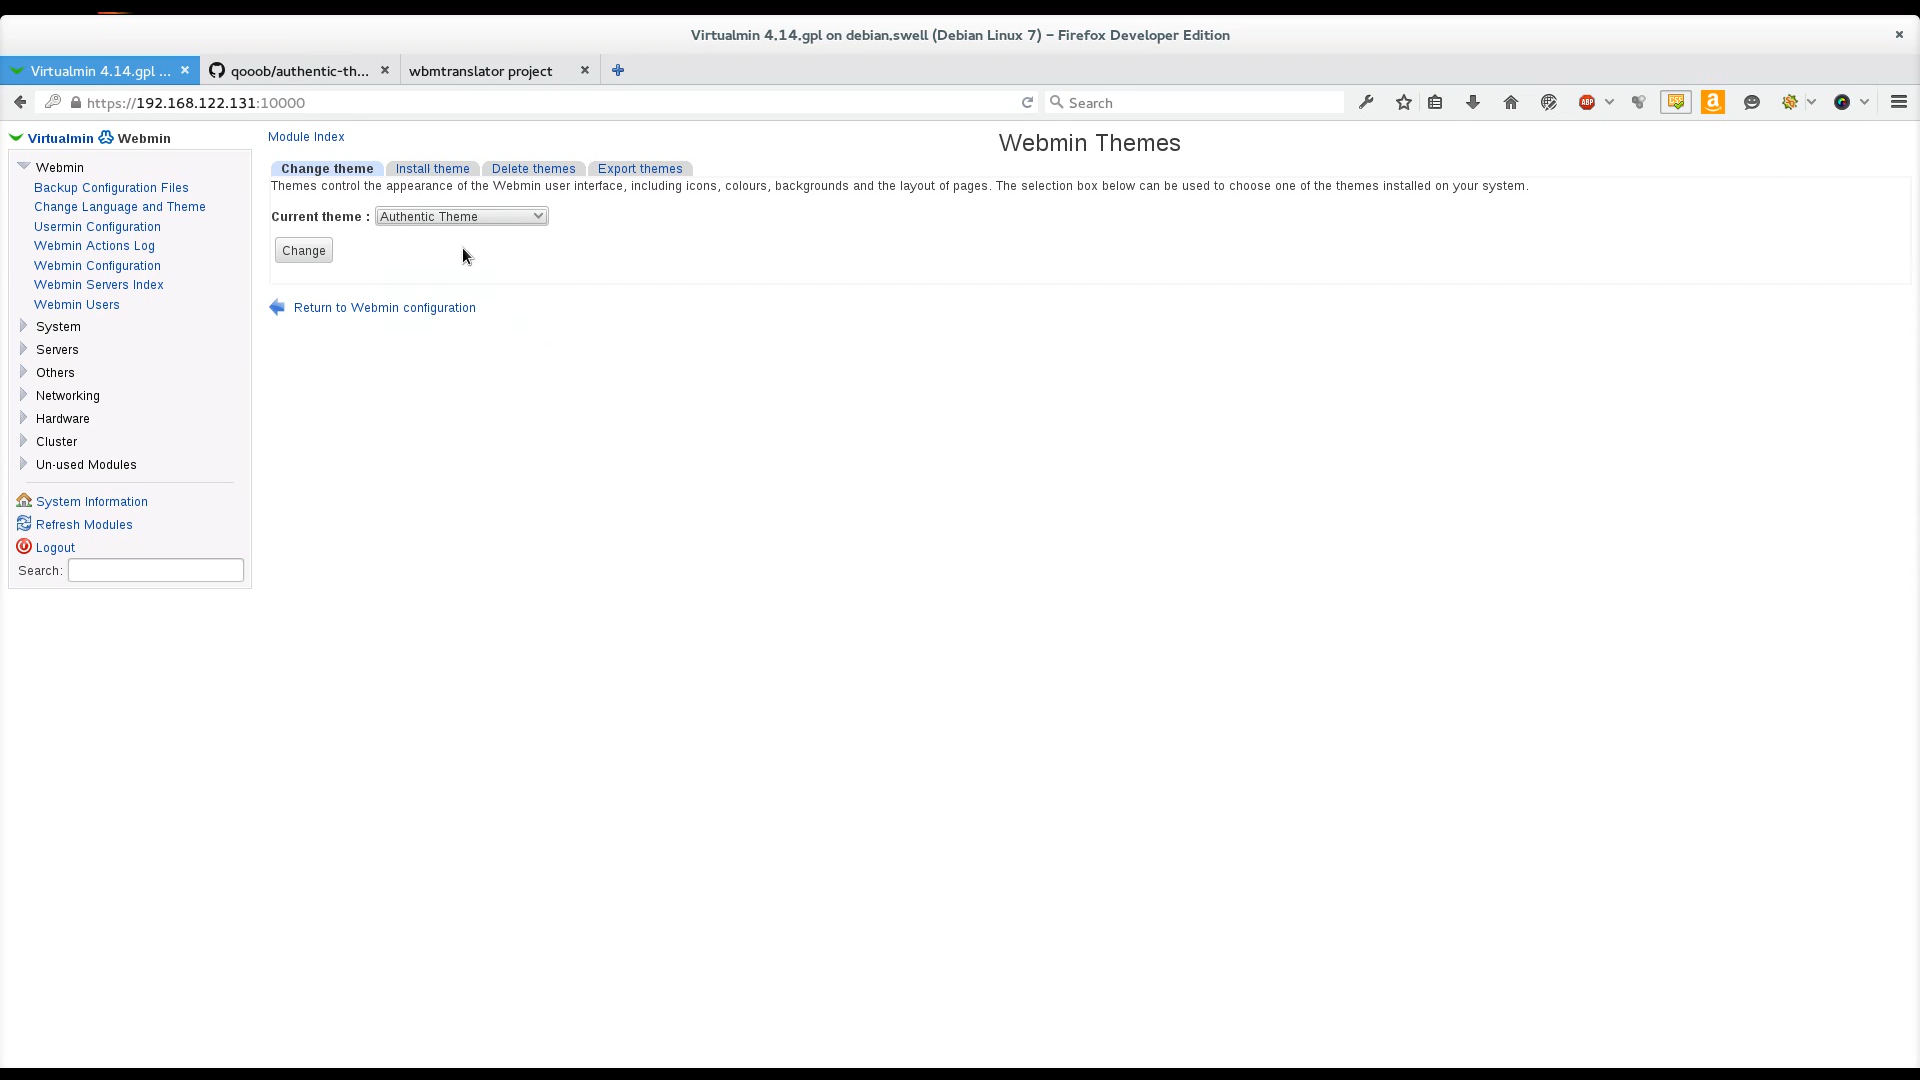 Virtualmin 4.14.gpl on debian.swell (Debian Linux 7) – Firefox Developer Edition
Virtualmin 4.14.gpl ...
qooob/authentic-th...
wbmtranslator project
https://192.168.122.131:10000
Search
ABP
a
Virtualmin Webmin
Webmin
Backup Configuration Files
Change Language and Theme
Usermin Configuration
Webmin Actions Log
Webmin Configuration
Webmin Servers Index
Webmin Users
System
Servers
Others
Networking
Hardware
Cluster
Un-used Modules
System Information
Refresh Modules
Logout
Search:
Module Index
Webmin Themes
Change theme Install theme Delete themes Export themes
Themes control the appearance of the Webmin user interface, including icons, colours, backgrounds and the layout of pages. The selection box below can be used to choose one of the themes installed on your system.
Current theme : Authentic Theme
Change
Return to Webmin configuration